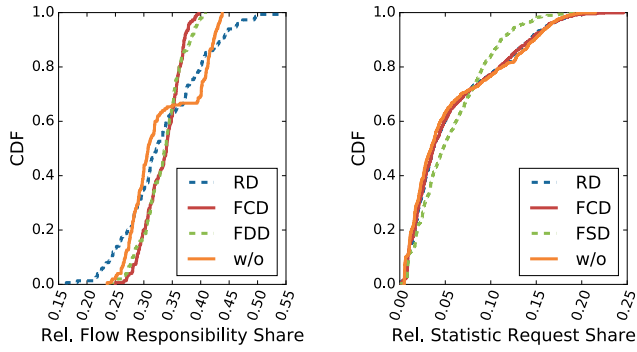 1.0
0.8
0.6
0.4
0.2
0.0
CDF
RD
FCD
FDD
w/o
0.15
0.20
0.25
0.30
0.35
0.40
0.45
0.50
0.55
Rel. Flow Responsibility Share
1.0
0.8
0.6
0.4
0.2
0.0
CDF
RD
FCD
FSD
w/o
0.00
0.05
0.10
0.15
0.20
0.25
Rel. Statistic Request Share